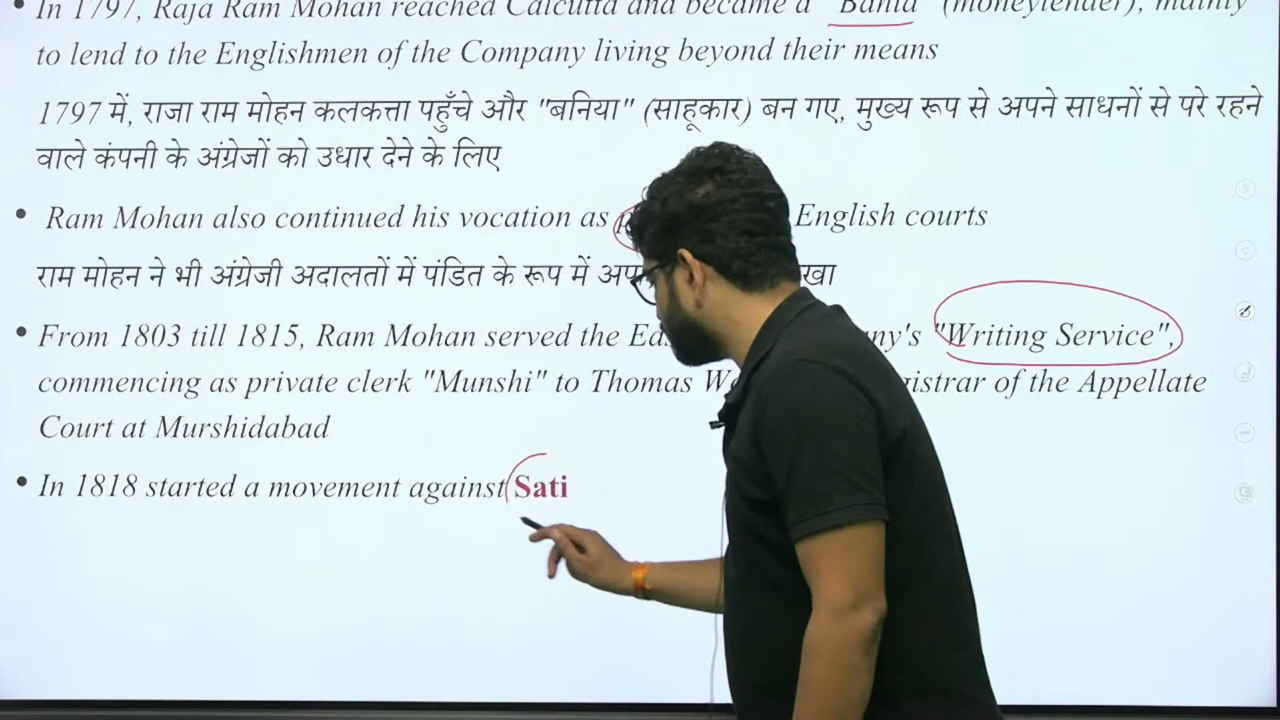 • In 1797, Raja Ram Mohan reached Calcutta and became a "Bania" (moneylender), mainly
to lend to the Englishmen of the Company living beyond their means
1797 में, राजा राम मोहन कलकत्ता पहुँचे और "बनिया" (साहूकार) बन गए, मुख्य रूप से अपने साधनों से परे रहने
वाले कंपनी के अंग्रेजों को उधार देने के लिए
• Ram Mohan also continued his vocation as English courts
राम मोहन ने भी अंग्रेजी अदालतों में पंडित के रूप में
• From 1803 till 1815, Ram Mohan served the "Writing Service",
commencing as private clerk "Munshi" to Thomas of the Appellate
Court at Murshidabad
• In 1818 started a movement against Sati